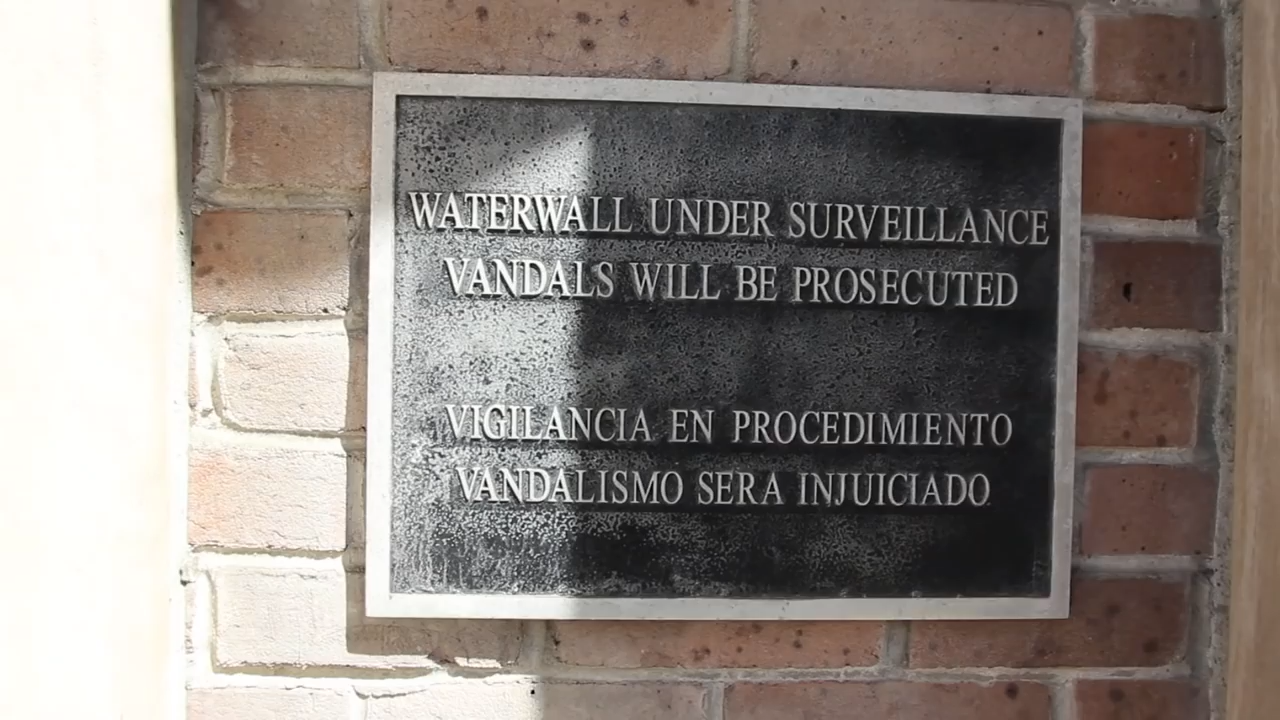 WATERWALL UNDER SURVEILLANCE
VANDALS WILL BE PROSECUTED
VIGILANCIA EN PROCEDIMIENTO
VANDALISMO SERA INJUICIADO